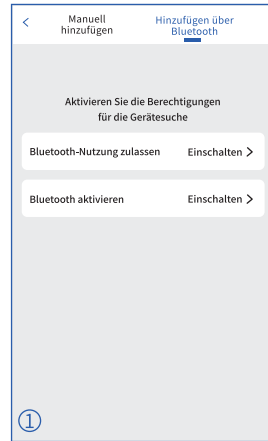 Manuell hinzufügen
Hinzufügen über Bluetooth
Aktivieren Sie die Berechtigungen
für die Gerätesuche
Bluetooth-Nutzung zulassen Einschalten
Bluetooth aktivieren Einschalten
①